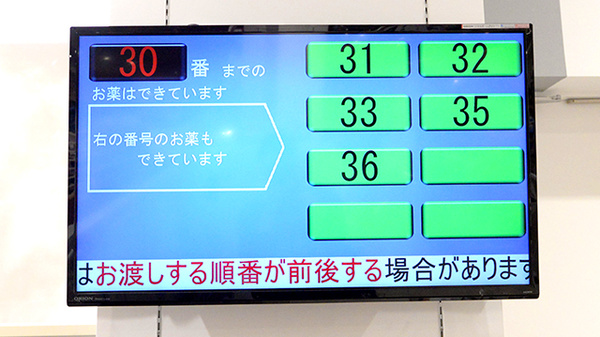 30 番 までの
お薬はできています
右の番号のお薬も
できています
31 32
33 35
36
はお渡しする順番が前後する場合があります
ORION